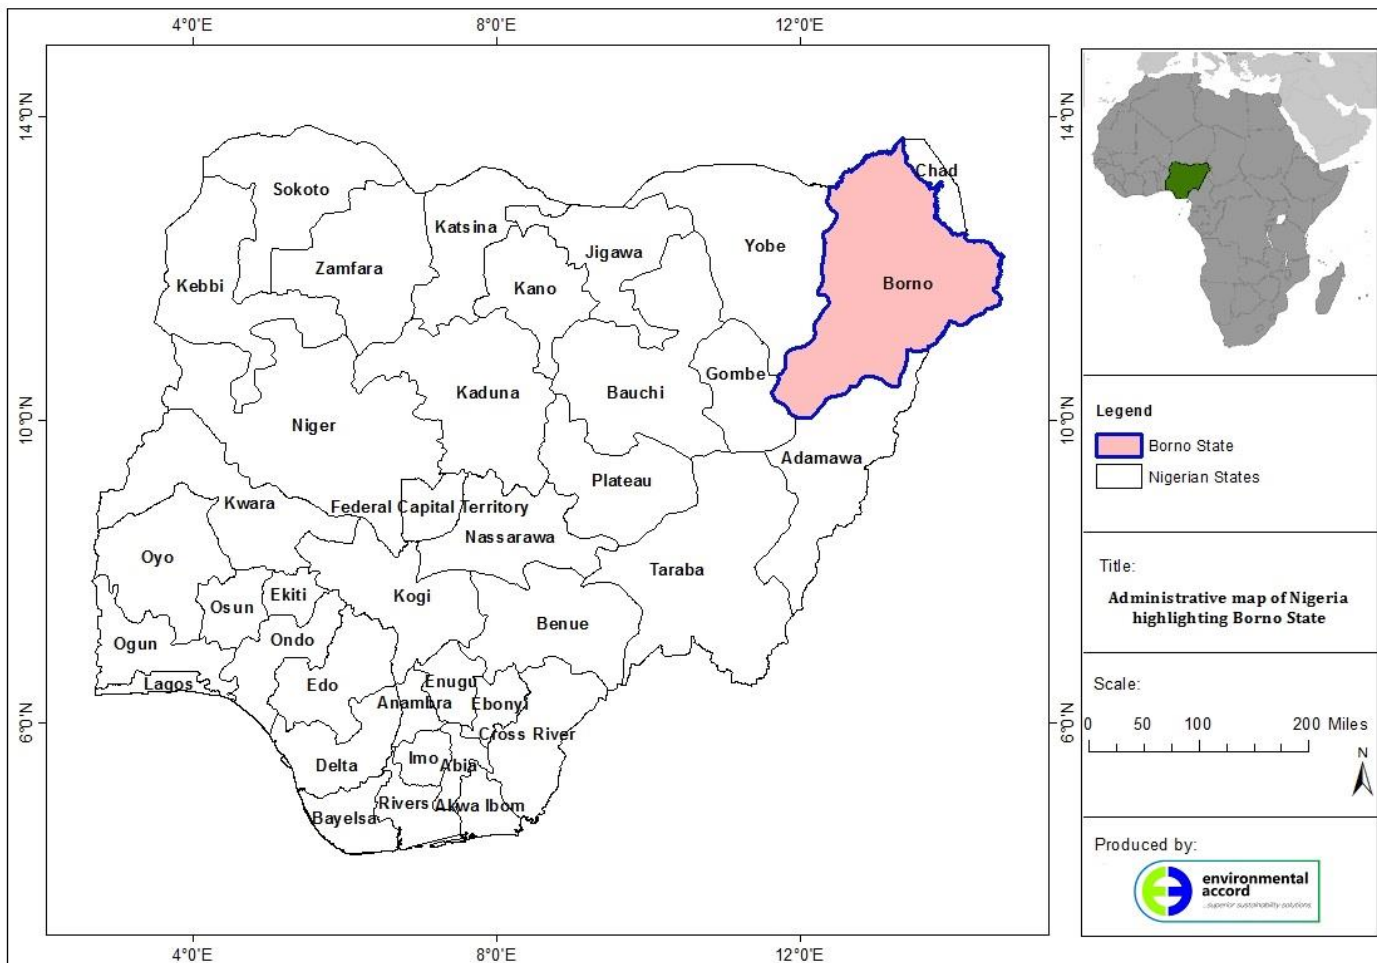 4°0'E 8°0'E 12°0'E
14°0'N 14°0'N
Chad
Sokoto
Katsina
Jigawa
Yobe
Zamfara
Kebbi
Kano
Borno
Gombe
Kaduna
Bauchi
10°0'N 10°0'N
Niger
Adamawa
Plateau
Kwara
Federal Capital Territory
Nassarawa
Oyo
Taraba
Ekiti
Kogi
Osun
Benue
Ogun
Ondo
Lagos
Edo
Enugu
Anambra
Ebonyi
6°0'N 6°0'N
Cross River
Imo
Abia
Delta
Rivers
Akwa Ibom
Bayelsa
4°0'E 8°0'E 12°0'E
Legend
Borno State
Nigerian States
Title:
Administrative map of Nigeria
highlighting Borno State
Scale:
0 50 100 200 Miles
N
Produced by:
environmental
accord
...superior sustainability solutions.